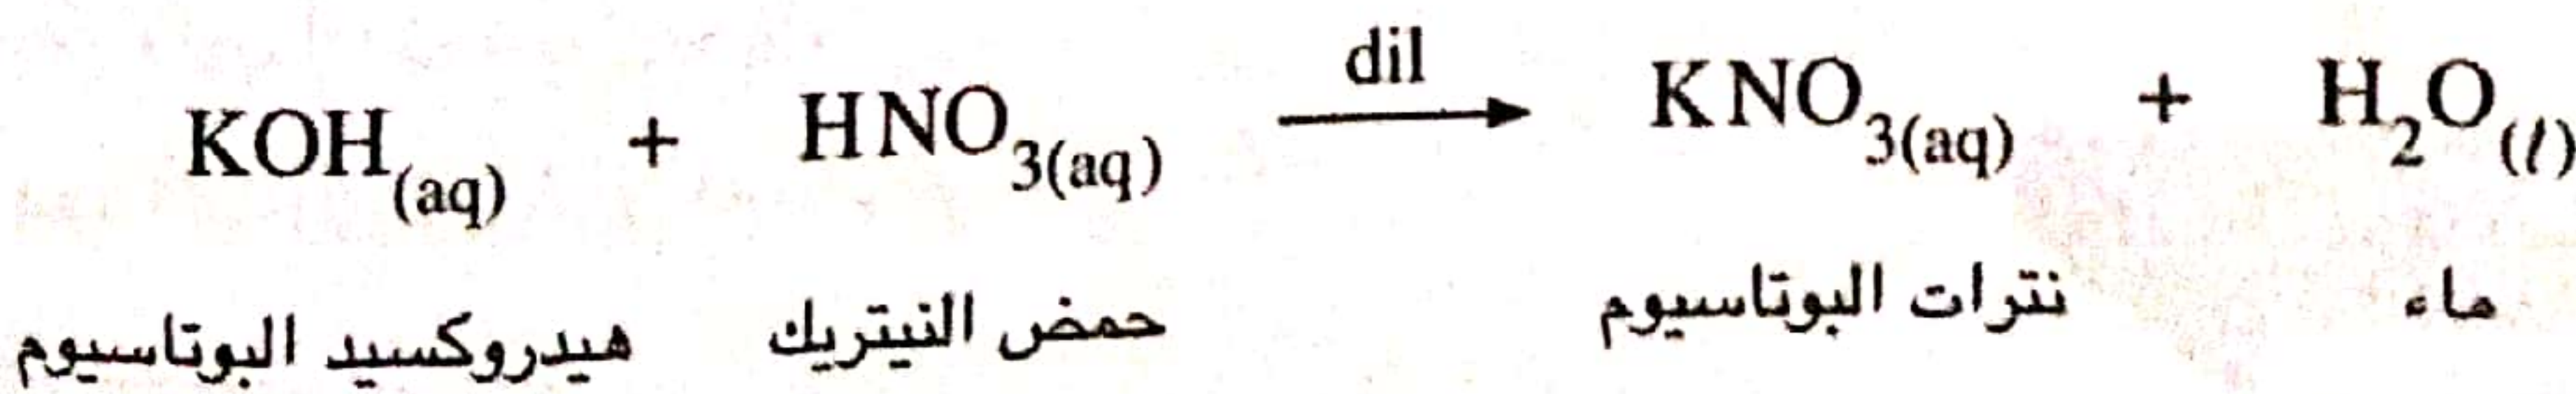 KOH(aq) + HNO3(aq) dil → KNO3(aq) + H2O(l)
هيدروكسيد البوتاسيوم حمض النيتريك نترات البوتاسيوم ماء